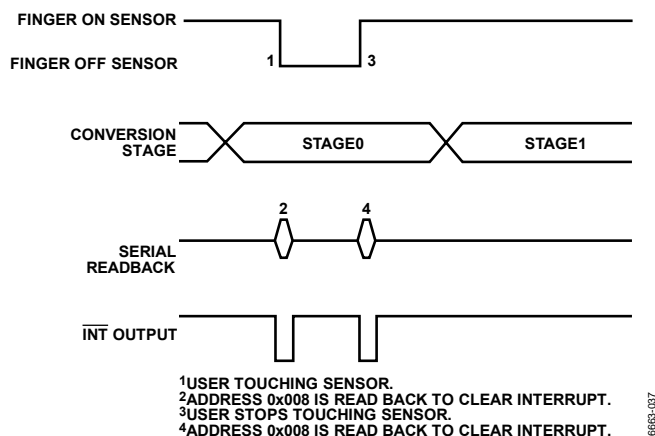 FINGER ON SENSOR
1
3
FINGER OFF SENSOR
CONVERSION
STAGE
STAGE0
STAGE1
2
4
SERIAL
READBACK
INT OUTPUT
1USER TOUCHING SENSOR.
2ADDRESS 0x008 IS READ BACK TO CLEAR INTERRUPT.
3USER STOPS TOUCHING SENSOR.
4ADDRESS 0x008 IS READ BACK TO CLEAR INTERRUPT.
6663-037